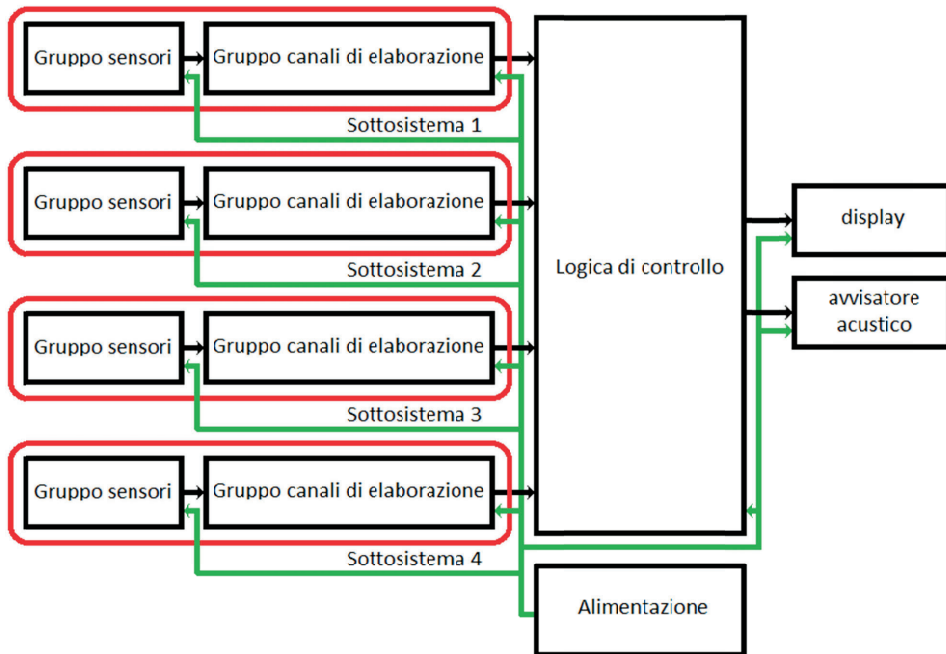 Gruppo sensori
Gruppo canali di elaborazione
Sottosistema 1
Gruppo sensori
Gruppo canali di elaborazione
Sottosistema 2
Gruppo sensori
Gruppo canali di elaborazione
Sottosistema 3
Gruppo sensori
Gruppo canali di elaborazione
Sottosistema 4
Logica di controllo
display
avvisatore
acustico
Alimentazione